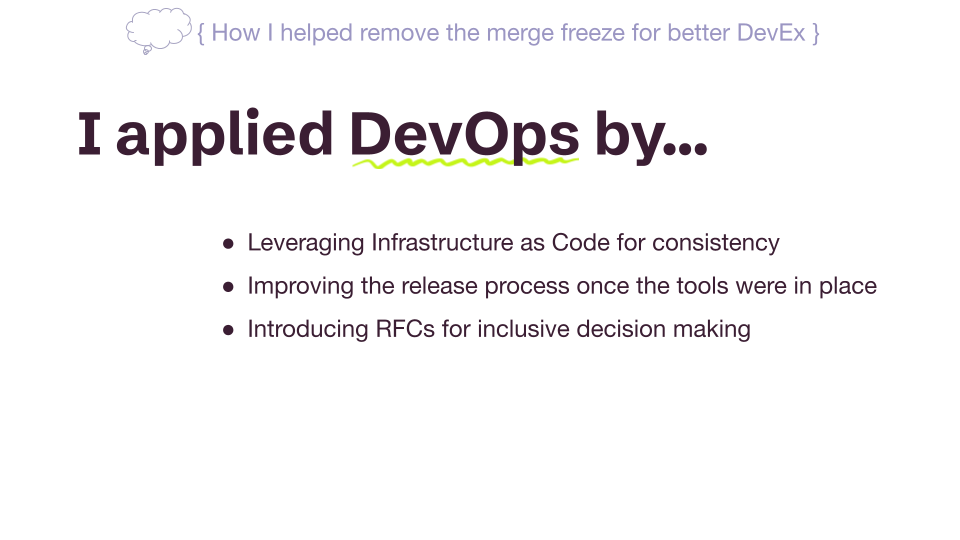 { How I helped remove the merge freeze for better DevEx }
I applied DevOps by...
● Leveraging Infrastructure as Code for consistency
● Improving the release process once the tools were in place
● Introducing RFCs for inclusive decision making